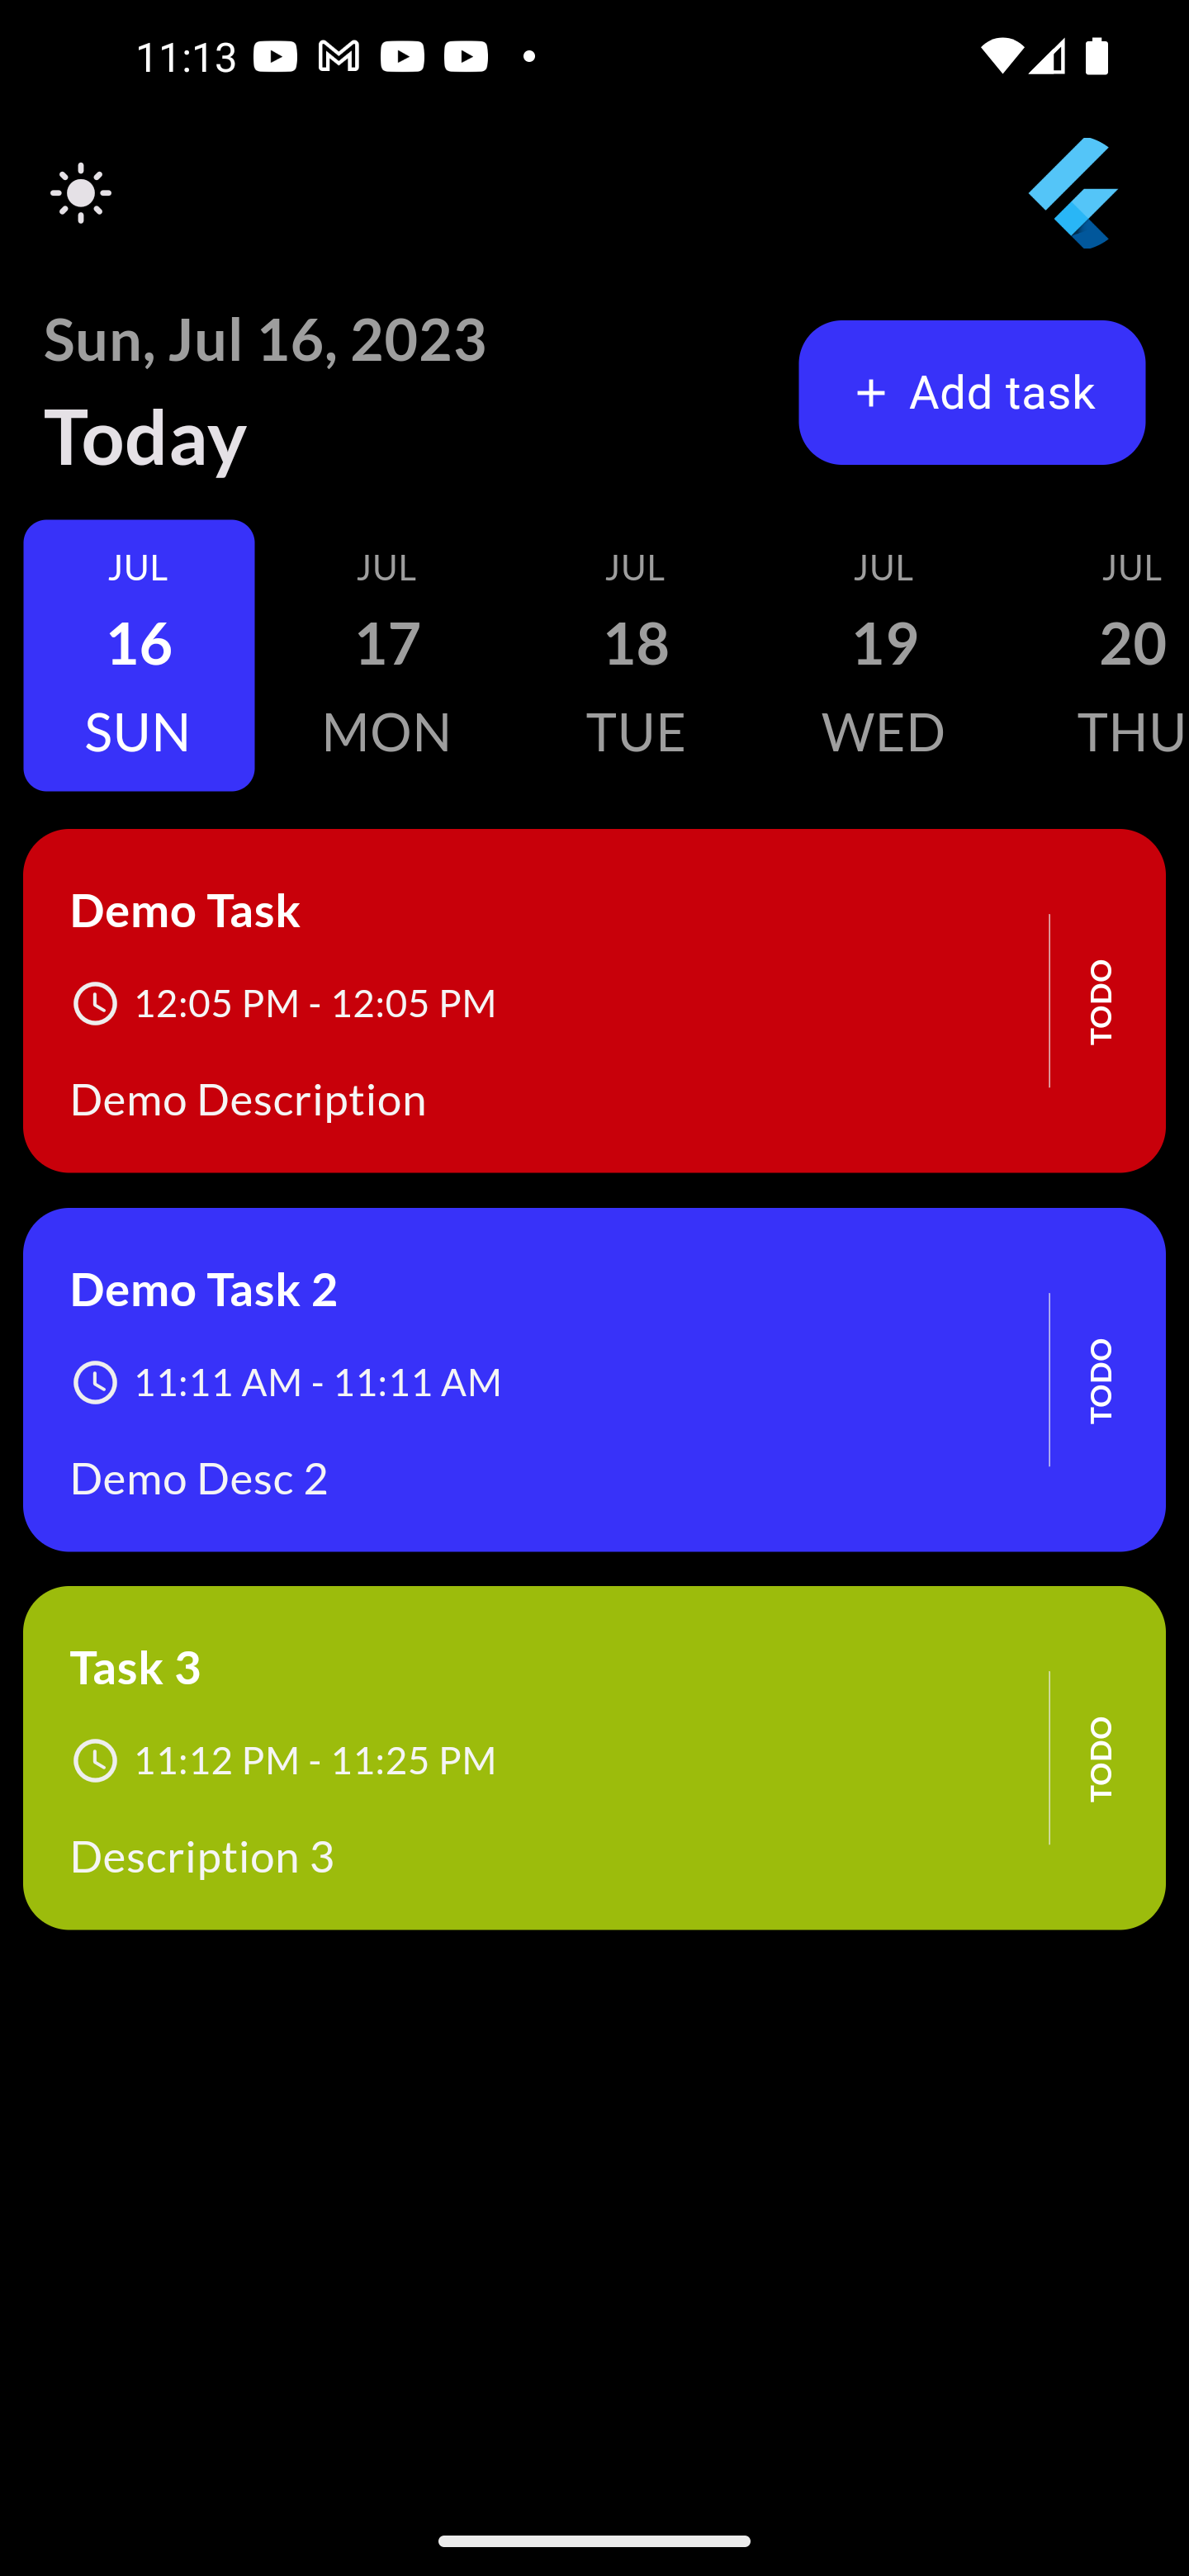 11:13
Sun, Jul 16, 2023
Today
+ Add task
JUL JUL JUL JUL JUL
16 17 18 19 20
SUN MON TUE WED THU
Demo Task
12:05 PM - 12:05 PM
Demo Description
TODO
Demo Task 2
11:11 AM - 11:11 AM
Demo Desc 2
TODO
Task 3
11:12 PM - 11:25 PM
Description 3
TODO